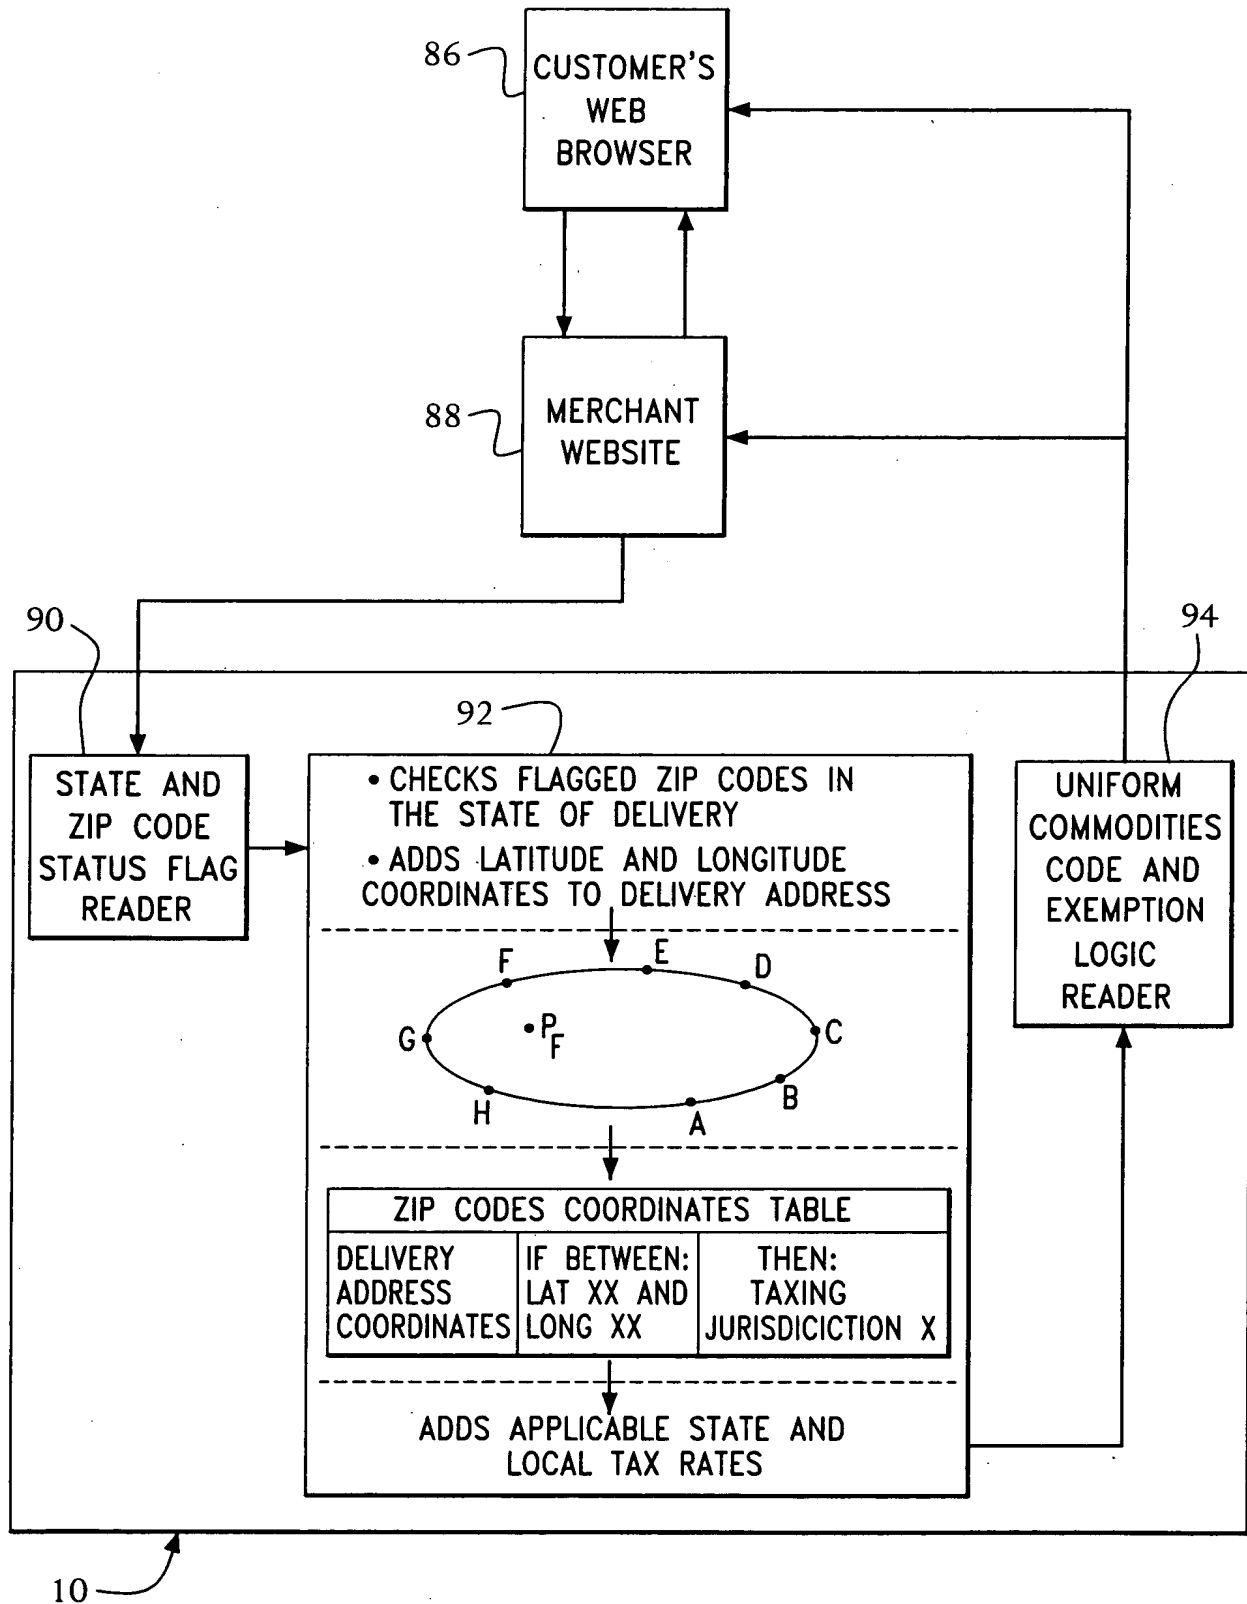 86
CUSTOMER'S
WEB
BROWSER
88
MERCHANT
WEBSITE
90
94
92
STATE AND
ZIP CODE
STATUS FLAG
READER
• CHECKS FLAGGED ZIP CODES IN
THE STATE OF DELIVERY
• ADDS LATITUDE AND LONGITUDE
COORDINATES TO DELIVERY ADDRESS
F
E
D
G
PF
C
H
A
B
ZIP CODES COORDINATES TABLE
DELIVERY
ADDRESS
COORDINATES
IF BETWEEN:
LAT XX AND
LONG XX
THEN:
TAXING
JURISDICICTION X
ADDS APPLICABLE STATE AND
LOCAL TAX RATES
UNIFORM
COMMODITIES
CODE AND
EXEMPTION
LOGIC
READER
10